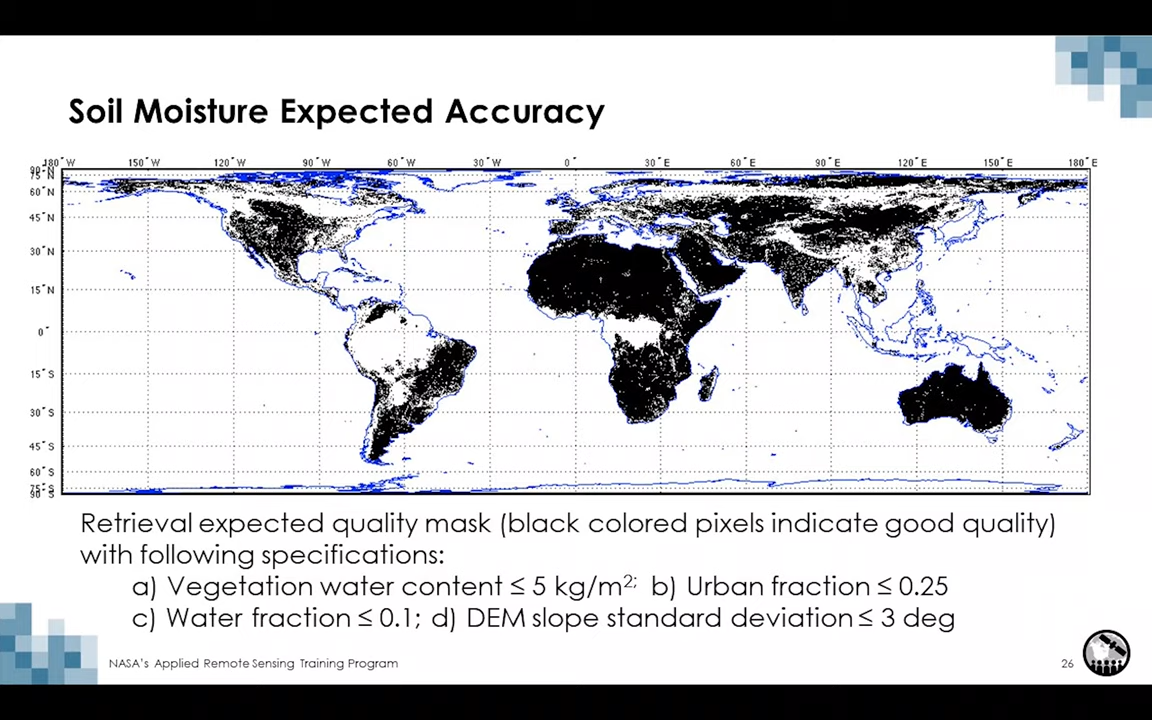 Soil Moisture Expected Accuracy
180°W 150°W 120°W 90°W 60°W 30°W 0° 30°E 60°E 90°E 120°E 150°E 180°E
90°N
75°N
60°N
45°N
30°N
15°N
0°
15°S
30°S
45°S
60°S
75°S
90°S
Retrieval expected quality mask (black colored pixels indicate good quality)
with following specifications:
a) Vegetation water content ≤ 5 kg/m²; b) Urban fraction ≤ 0.25
c) Water fraction ≤ 0.1; d) DEM slope standard deviation ≤ 3 deg
NASA's Applied Remote Sensing Training Program
26